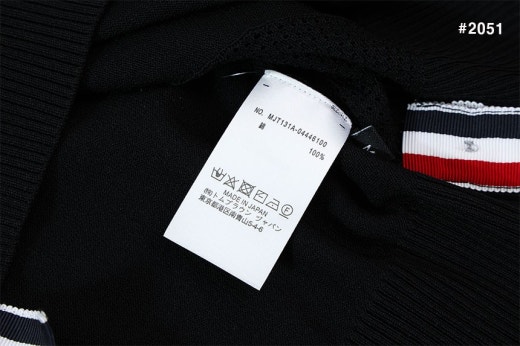 #2051
NO. MJT131A-04446100
綿
100%
MADE IN JAPAN
㈱トムブラウン ジャパン
東京都港区南青山5-4-6